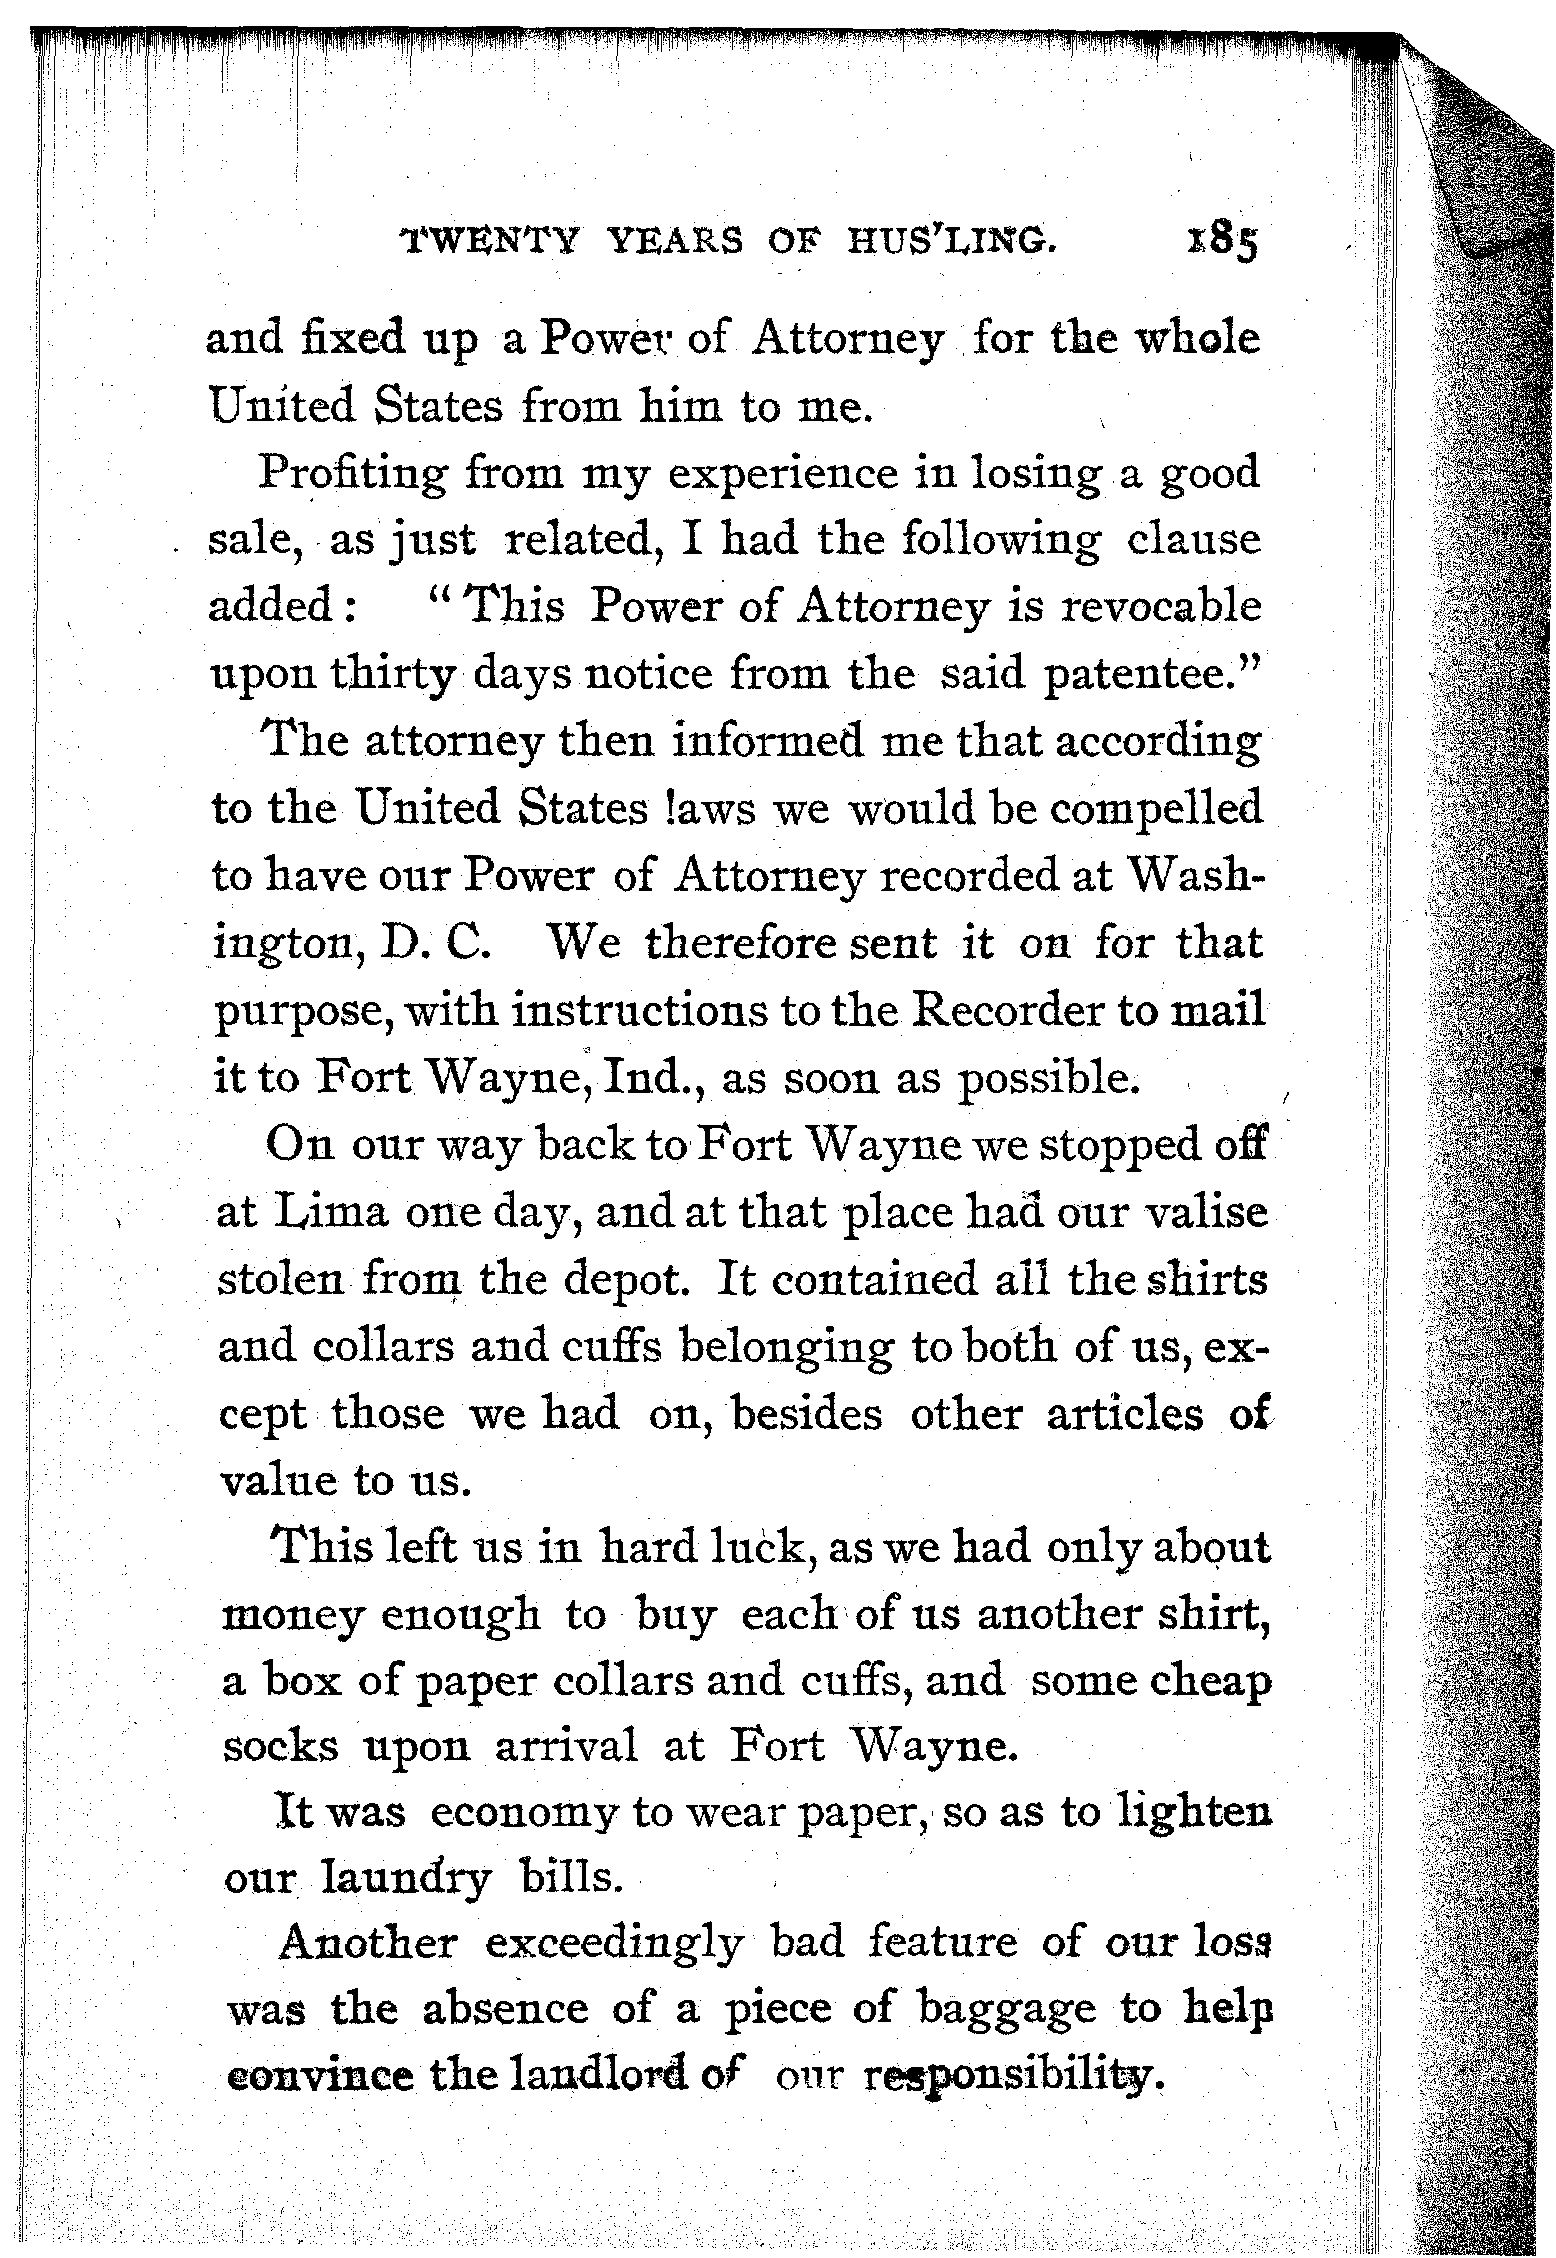 TWENTY YEARS OF HUS'LING. 185
and fixed up a Power of Attorney for the whole
United States from him to me.
Profiting from my experience in losing a good
sale, as just related, I had the following clause
added: "This Power of Attorney is revocable
upon thirty days notice from the said patentee."
The attorney then informed me that according
to the United States laws we would be compelled
to have our Power of Attorney recorded at Wash-
ington, D. C. We therefore sent it on for that
purpose, with instructions to the Recorder to mail
it to Fort Wayne, Ind., as soon as possible.
On our way back to Fort Wayne we stopped off
at Lima one day, and at that place had our valise
stolen from the depot. It contained all the shirts
and collars and cuffs belonging to both of us, ex-
cept those we had on, besides other articles of
value to us.
This left us in hard luck, as we had only about
money enough to buy each of us another shirt,
a box of paper collars and cuffs, and some cheap
socks upon arrival at Fort Wayne.
It was economy to wear paper, so as to lighten
our laundry bills.
Another exceedingly bad feature of our loss
was the absence of a piece of baggage to help
convince the landlord of our responsibility.